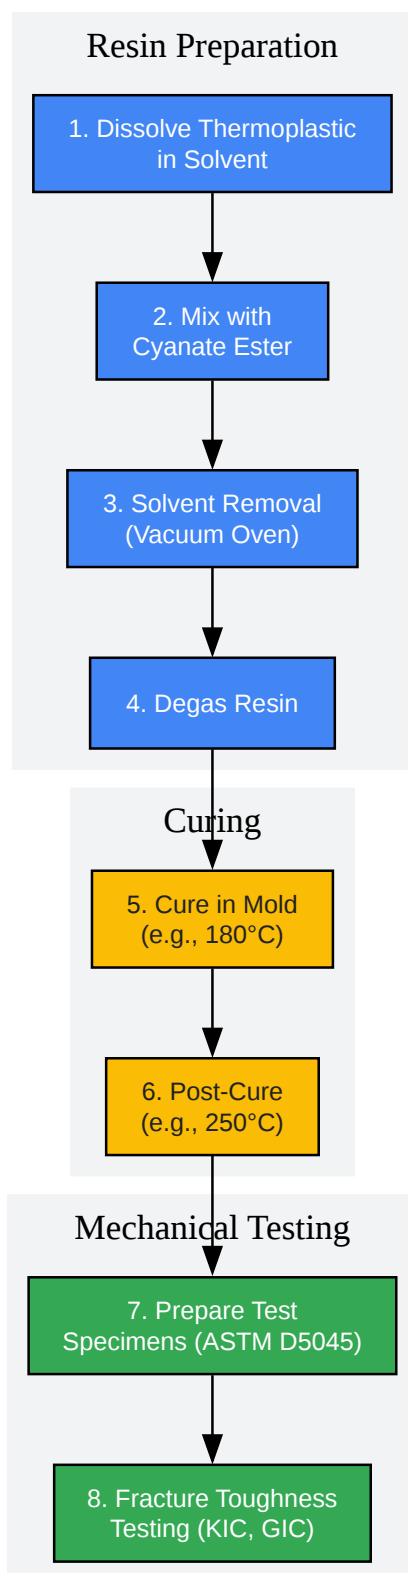 Resin Preparation
1. Dissolve Thermoplastic
in Solvent
2. Mix with
Cyanate Ester
3. Solvent Removal
(Vacuum Oven)
4. Degas Resin
Curing
5. Cure in Mold
(e.g., 180°C)
6. Post-Cure
(e.g., 250°C)
Mechanical Testing
7. Prepare Test
Specimens (ASTM D5045)
8. Fracture Toughness
Testing (KIC, GIC)